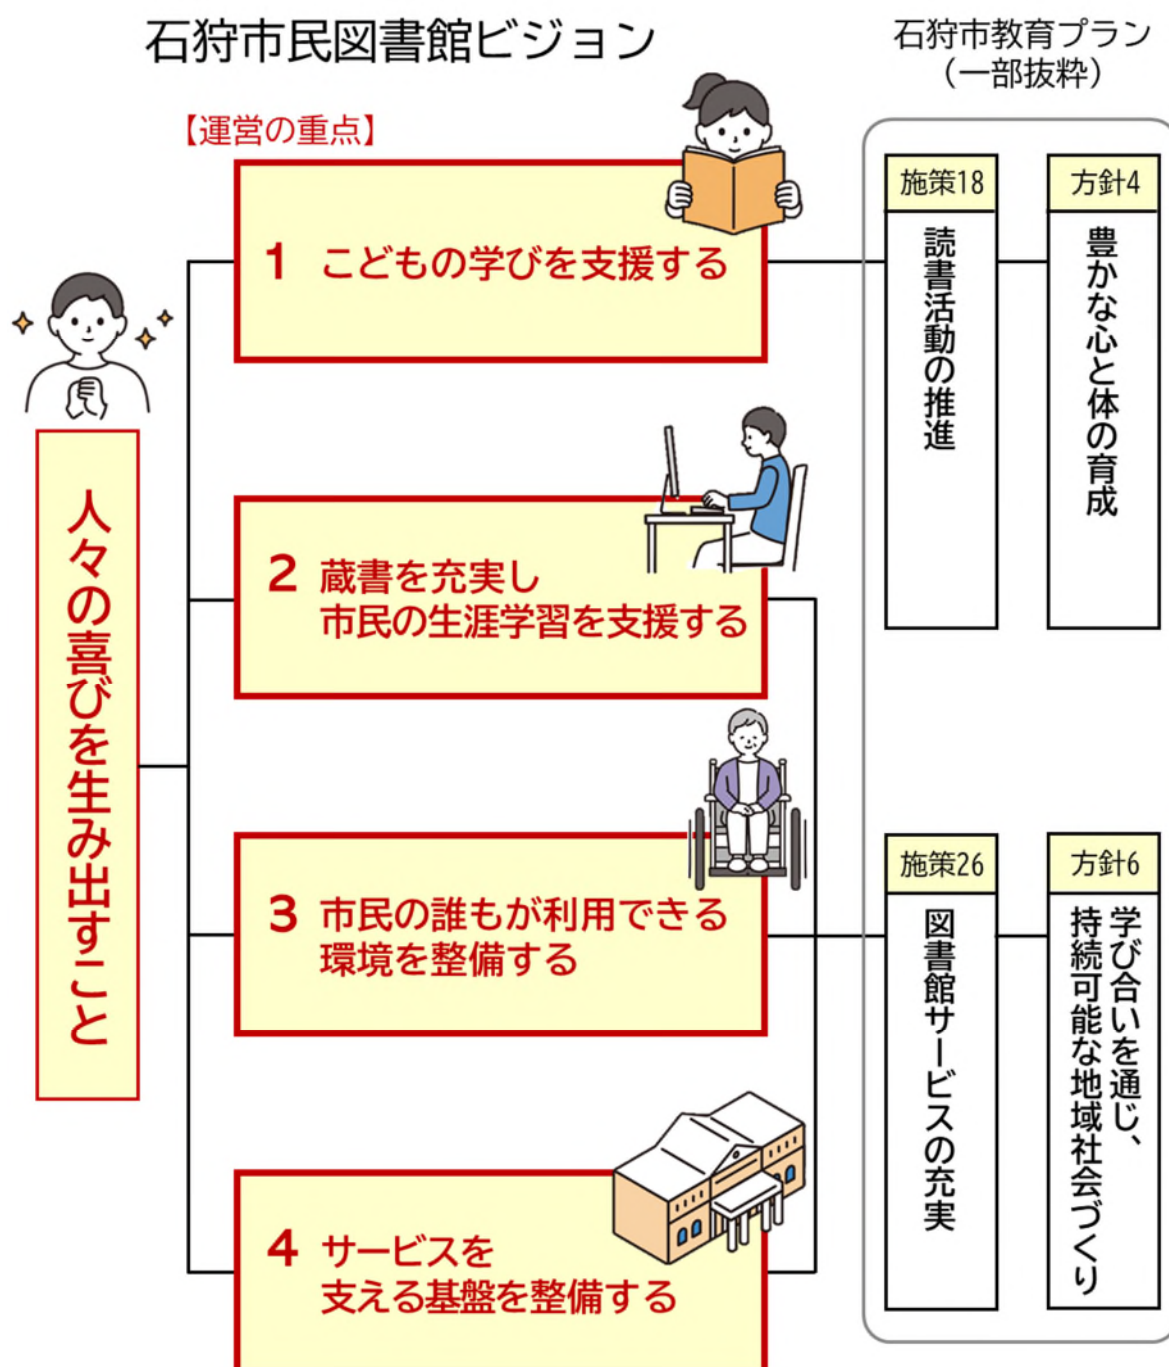 石狩市民図書館ビジョン
石狩市教育プラン
（一部抜粋）
【運営の重点】
人々の喜びを生み出すこと
1 こどもの学びを支援する
2 蔵書を充実し
市民の生涯学習を支援する
3 市民の誰もが利用できる
環境を整備する
4 サービスを
支える基盤を整備する
施策18
読書活動の推進
方針4
豊かな心と体の育成
施策26
図書館サービスの充実
方針6
学び合いを通じ、
持続可能な地域社会づくり